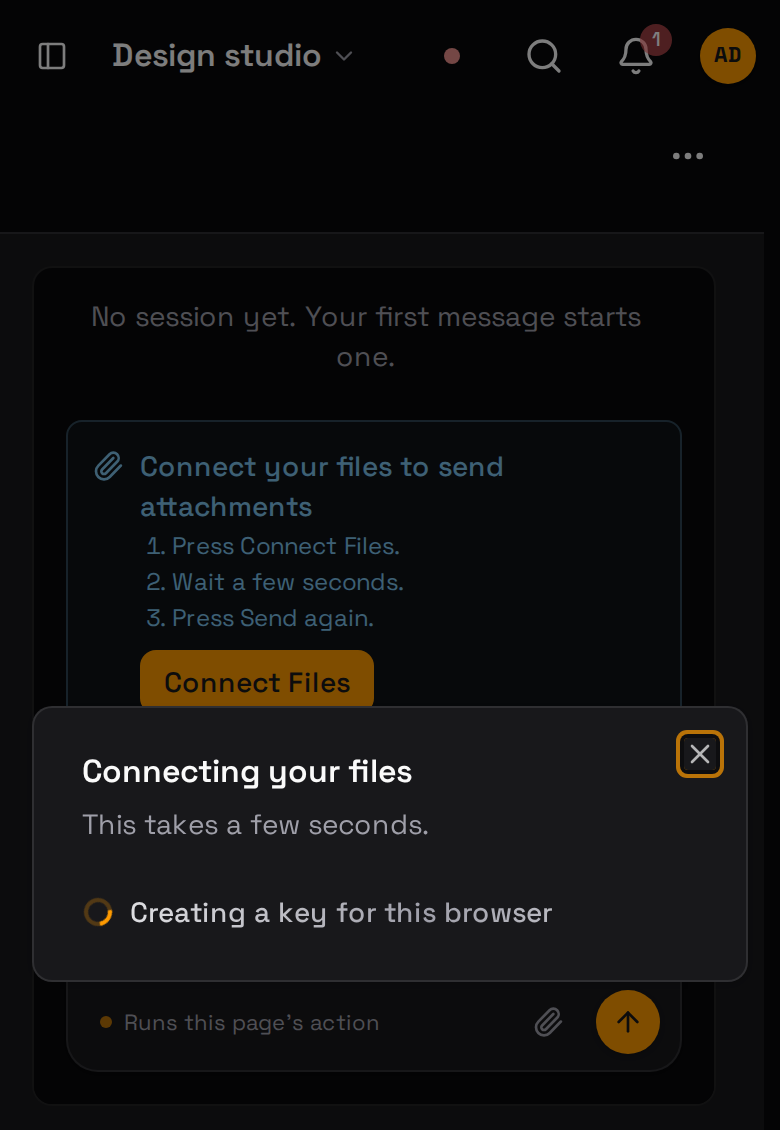 Design studio
1
AD
No session yet. Your first message starts
one.
Connect your files to send
attachments
1. Press Connect Files.
2. Wait a few seconds.
3. Press Send again.
Connect Files
Connecting your files
This takes a few seconds.
Creating a key for this browser
Runs this page's action